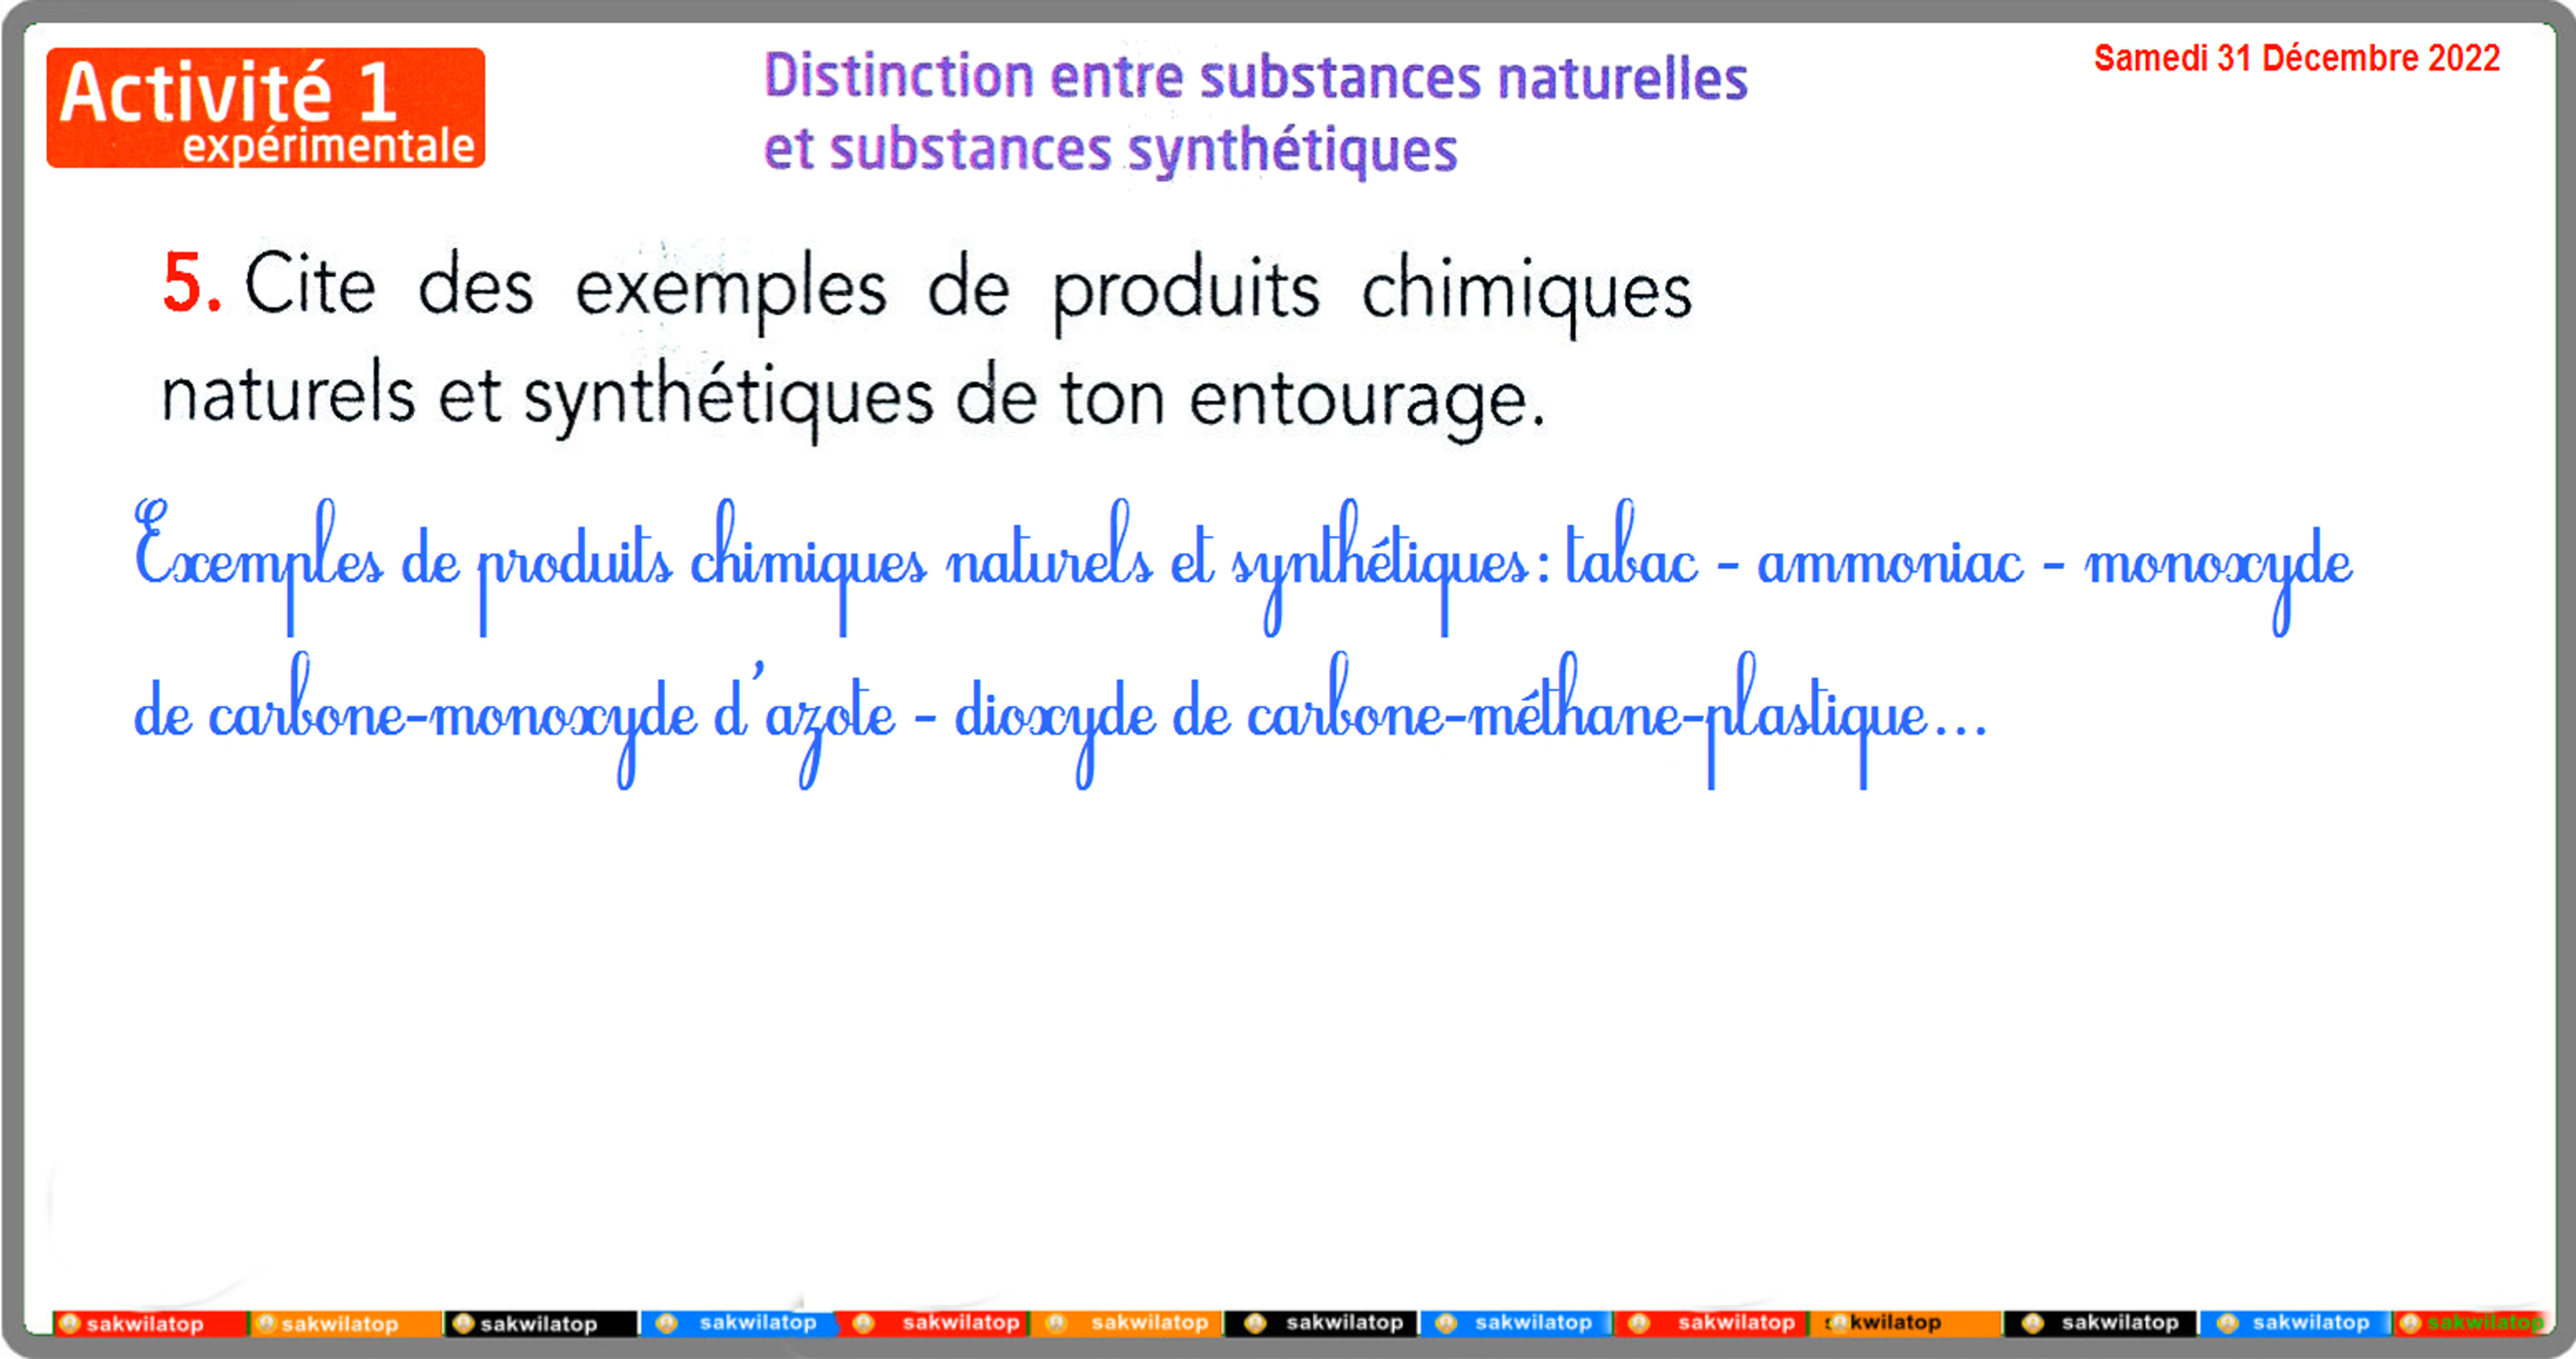 Activité 1
expérimentale
Distinction entre substances naturelles
et substances synthétiques
Samedi 31 Décembre 2022
5. Cite des exemples de produits chimiques
naturels et synthétiques de ton entourage.
Exemples de produits chimiques naturels et synthétiques: tabac - ammoniac - monoxyde
de carbone-monoxyde d'azote - dioxyde de carbone-méthane-plastique...
sakwilatop sakwilatop sakwilatop sakwilatop sakwilatop sakwilatop sakwilatop sakwilatop sakwilatop kwilatop sakwilatop sakwilatop sakwilatop